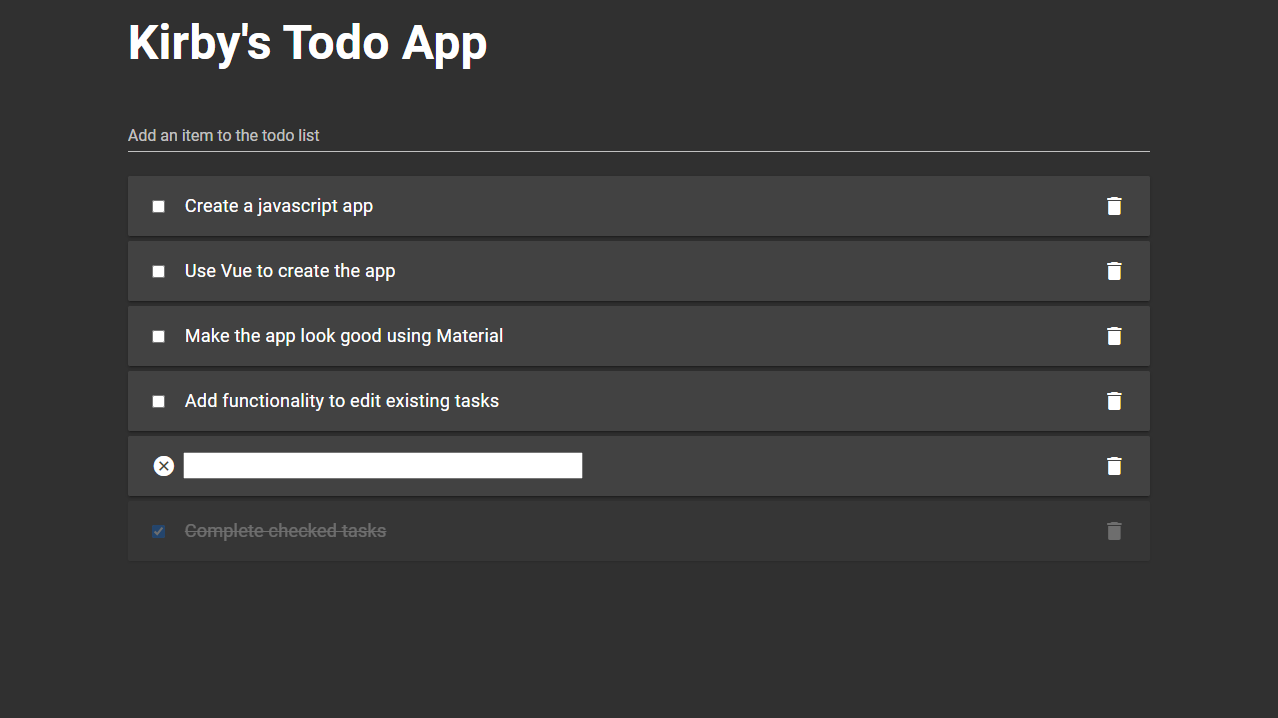 Kirby's Todo App
Add an item to the todo list
Create a javascript app
Use Vue to create the app
Make the app look good using Material
Add functionality to edit existing tasks
Complete checked tasks